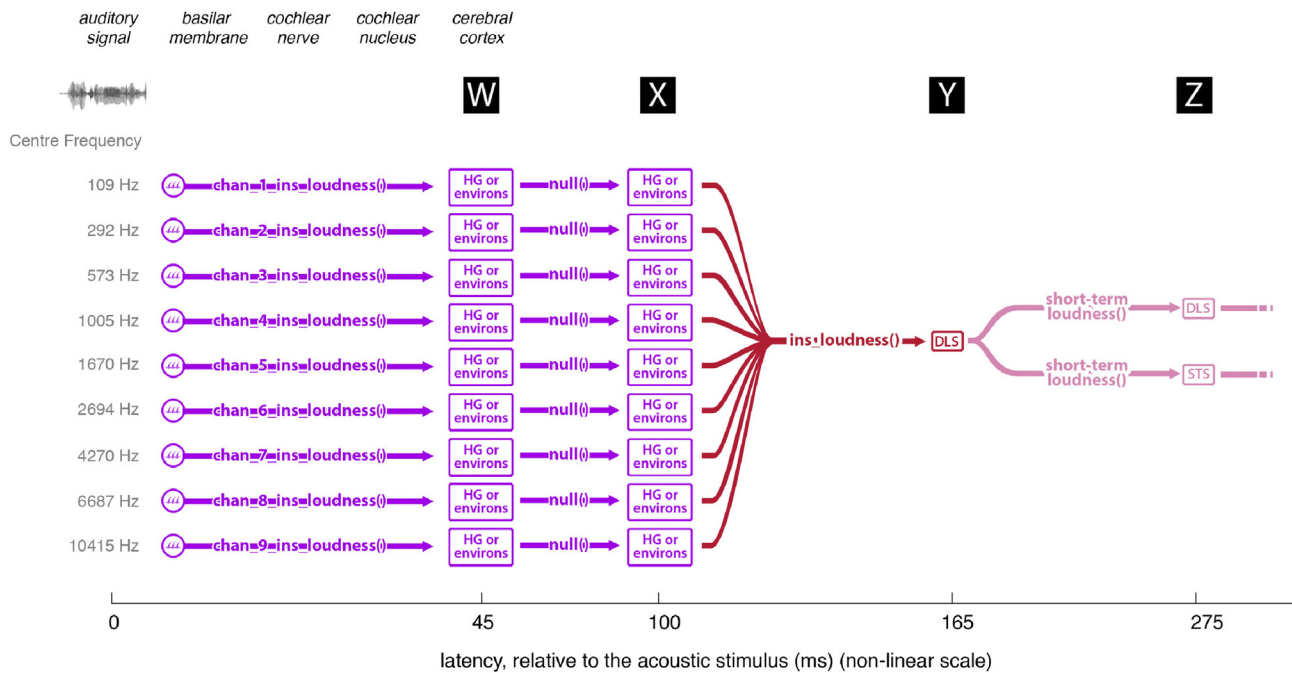 auditory signal
basilar membrane
cochlear nerve
cochlear nucleus
cerebral cortex
W X Y Z
Centre Frequency
109 Hz chan_1_ins_loudness() HG or environs null() HG or environs
292 Hz chan_2_ins_loudness() HG or environs null() HG or environs
573 Hz chan_3_ins_loudness() HG or environs null() HG or environs
1005 Hz chan_4_ins_loudness() HG or environs null() HG or environs
1670 Hz chan_5_ins_loudness() HG or environs null() HG or environs
2694 Hz chan_6_ins_loudness() HG or environs null() HG or environs
4270 Hz chan_7_ins_loudness() HG or environs null() HG or environs
6687 Hz chan_8_ins_loudness() HG or environs null() HG or environs
10415 Hz chan_9_ins_loudness() HG or environs null() HG or environs
ins_loudness() DLS
short-term loudness() DLS
short-term loudness() STS
0 45 100 165 275
latency, relative to the acoustic stimulus (ms) (non-linear scale)